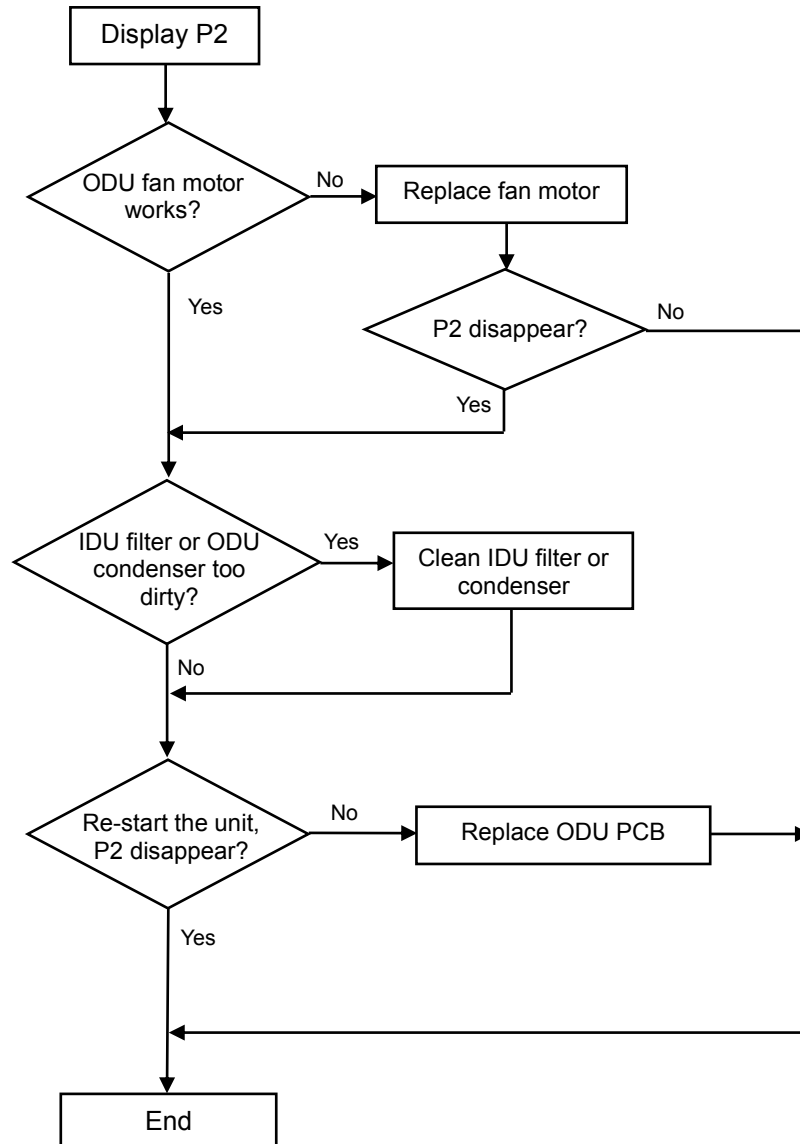 Display P2
ODU fan motor
works?
No
Replace fan motor
Yes
P2 disappear?
No
Yes
IDU filter or ODU
condenser too
dirty?
Yes
Clean IDU filter or
condenser
No
Re-start the unit,
P2 disappear?
No
Replace ODU PCB
Yes
End